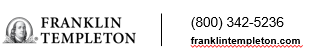 FRANKLIN
TEMPLETON
(800) 342-5236
franklintempleton.com